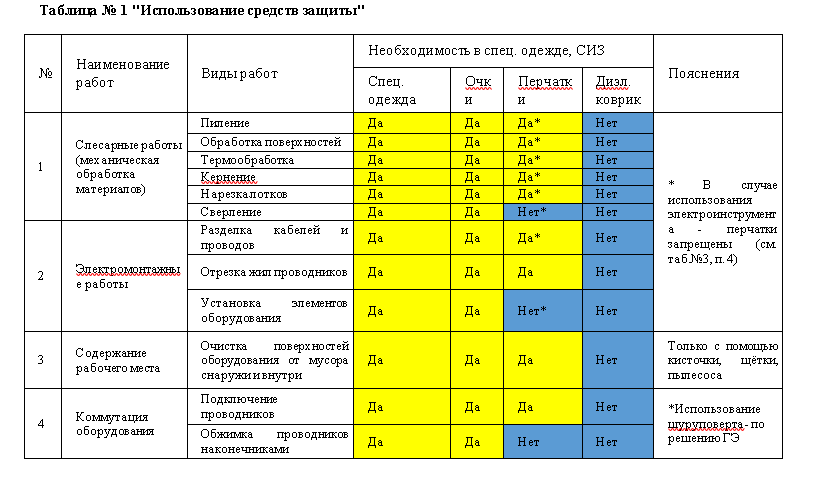 Таблица № 1 "Использование средств защиты"
№
Наименование
работ
Виды работ
Необходимость в спец. одежде, СИЗ
Спец.
одежда
Очк
и
Перчатк
и
Диэл.
коврик
Пояснения
1
Слесарные работы
(механическая
обработка
материалов)
Пиление
Да
Да
Да*
Нет
Обработка поверхностей
Да
Да
Да*
Нет
Термообработка
Да
Да
Да*
Нет
Кернение
Да
Да
Да*
Нет
Нарезка лотков
Да
Да
Да*
Нет
Сверление
Да
Да
Нет*
Нет
* В случае
использования
электроинструмент
а - перчатки
запрещены (см.
таб.№3, п. 4)
2
Электромонтажны
е работы
Разделка кабелей и
проводов
Да
Да
Да*
Нет
Отрезка жил проводников
Да
Да
Да
Нет
Установка элементов
оборудования
Да
Да
Нет*
Нет
3
Содержание
рабочего места
Очистка поверхностей
оборудования от мусора
снаружи и внутри
Да
Да
Да
Нет
Только с помощью
кисточки, щётки,
пылесоса
4
Коммутация
оборудования
Подключение
проводников
Да
Да
Да
Нет
Обжимка проводников
наконечниками
Да
Да
Нет
Нет
*Использование
шуруповерта- по
решению ГЭ